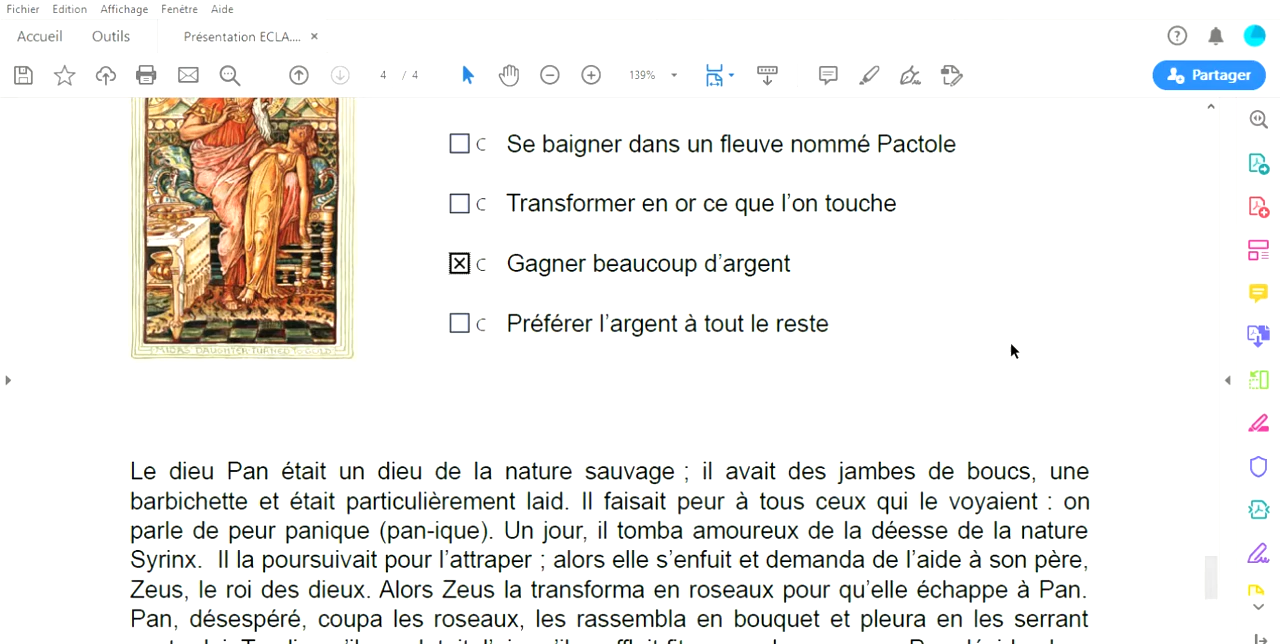 Fichier Edition Affichage Fenêtre Aide
Accueil Outils Présentation ECLA.... ×
4 / 4 139% Partager
Se baigner dans un fleuve nommé Pactole
Transformer en or ce que l'on touche
Gagner beaucoup d'argent
Préférer l'argent à tout le reste
MIDAS DAUGHTER TURNED TO GOLD
Le dieu Pan était un dieu de la nature sauvage ; il avait des jambes de boucs, une
barbichette et était particulièrement laid. Il faisait peur à tous ceux qui le voyaient : on
parle de peur panique (pan-ique). Un jour, il tomba amoureux de la déesse de la nature
Syrinx. Il la poursuivait pour l'attraper ; alors elle s'enfuit et demanda de l'aide à son père,
Zeus, le roi des dieux. Alors Zeus la transforma en roseaux pour qu'elle échappe à Pan.
Pan, désespéré, coupa les roseaux, les rassembla en bouquet et pleura en les serrant